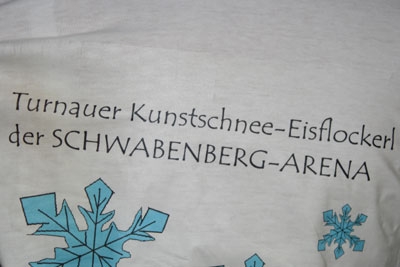 Turnauer Kunstschnee-Eisflockerl
der SCHWABENBERG-ARENA